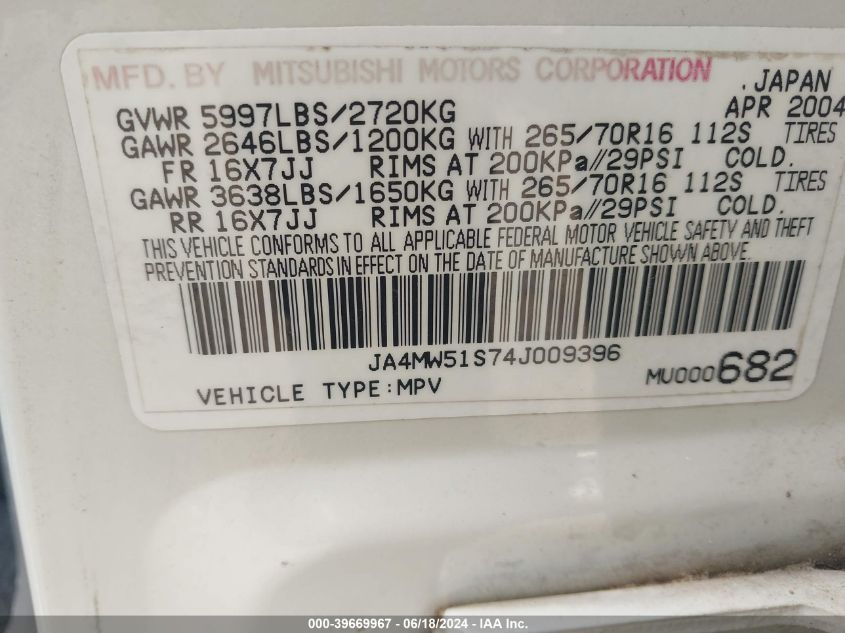 MFD. BY MITSUBISHI MOTORS CORPORATION
. JAPAN
GVWR 5997LBS/2720KG APR 2004
GAWR 2646LBS/1200KG WITH 265/70R16 112S TIRES
FR 16X7JJ RIMS AT 200KPa//29PSI COLD.
GAWR 3638LBS/1650KG WITH 265/70R16 112S TIRES
RR 16X7JJ RIMS AT 200KPa//29PSI COLD.
THIS VEHICLE CONFORMS TO ALL APPLICABLE FEDERAL MOTOR VEHICLE SAFETY AND THEFT
PREVENTION STANDARDS IN EFFECT ON THE DATE OF MANUFACTURE SHOWN ABOVE.
JA4MW51S74J009396
VEHICLE TYPE:MPV MU000682
000-39669967 - 06/18/2024 - IAA Inc.